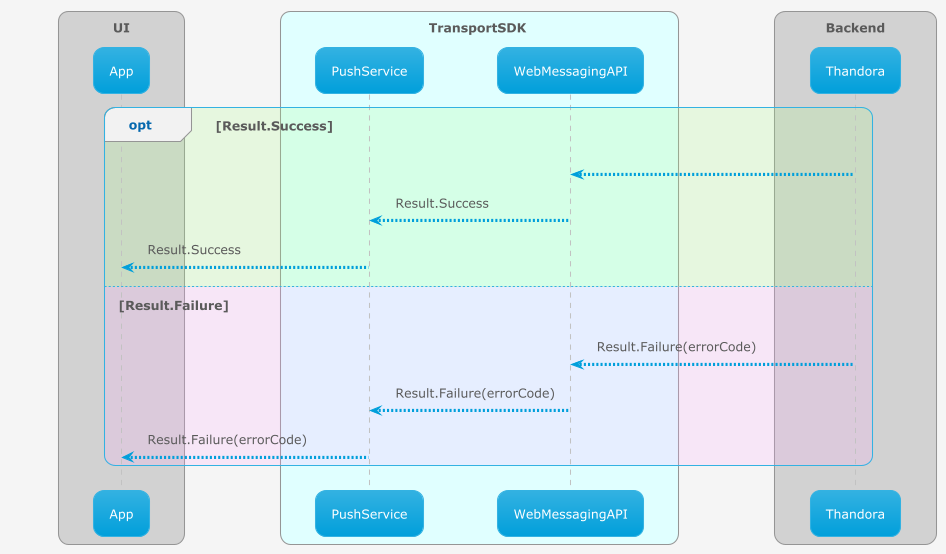 UI
TransportSDK
Backend
App
PushService
WebMessagingAPI
Thandora
opt
[Result.Success]
Result.Success
Result.Success
[Result.Failure]
Result.Failure(errorCode)
Result.Failure(errorCode)
Result.Failure(errorCode)
App
PushService
WebMessagingAPI
Thandora